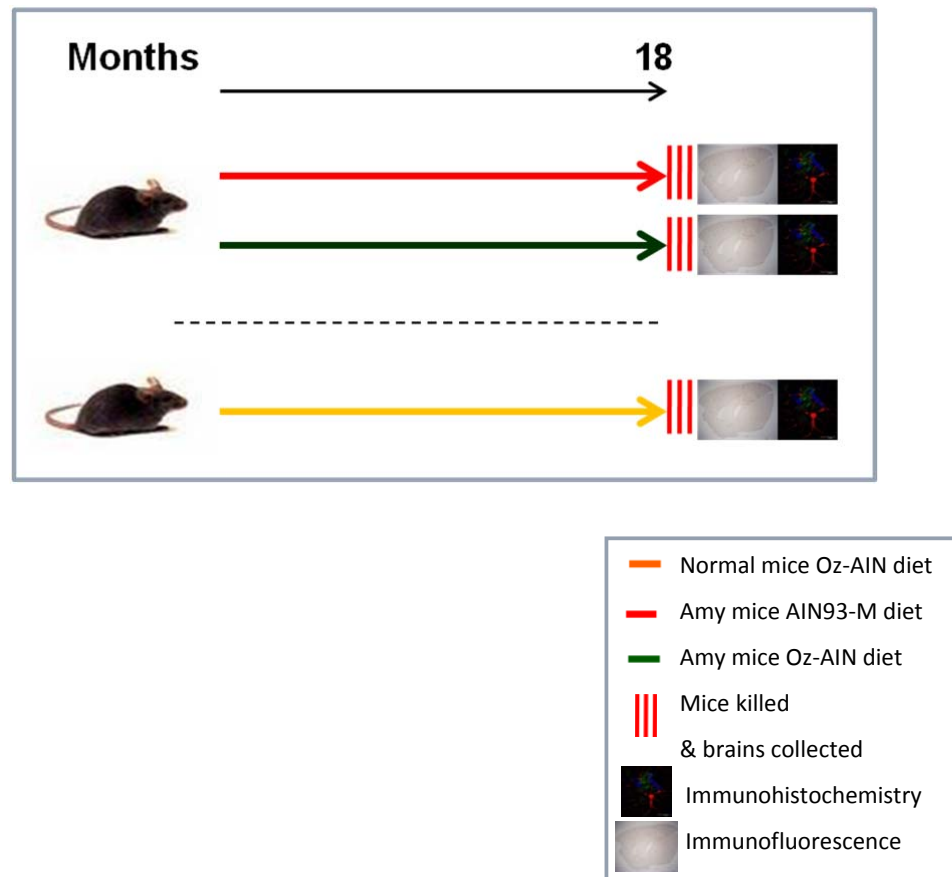 Months 18
Normal mice Oz-AIN diet
Amy mice AIN93-M diet
Amy mice Oz-AIN diet
Mice killed
& brains collected
Immunohistochemistry
Immunofluorescence